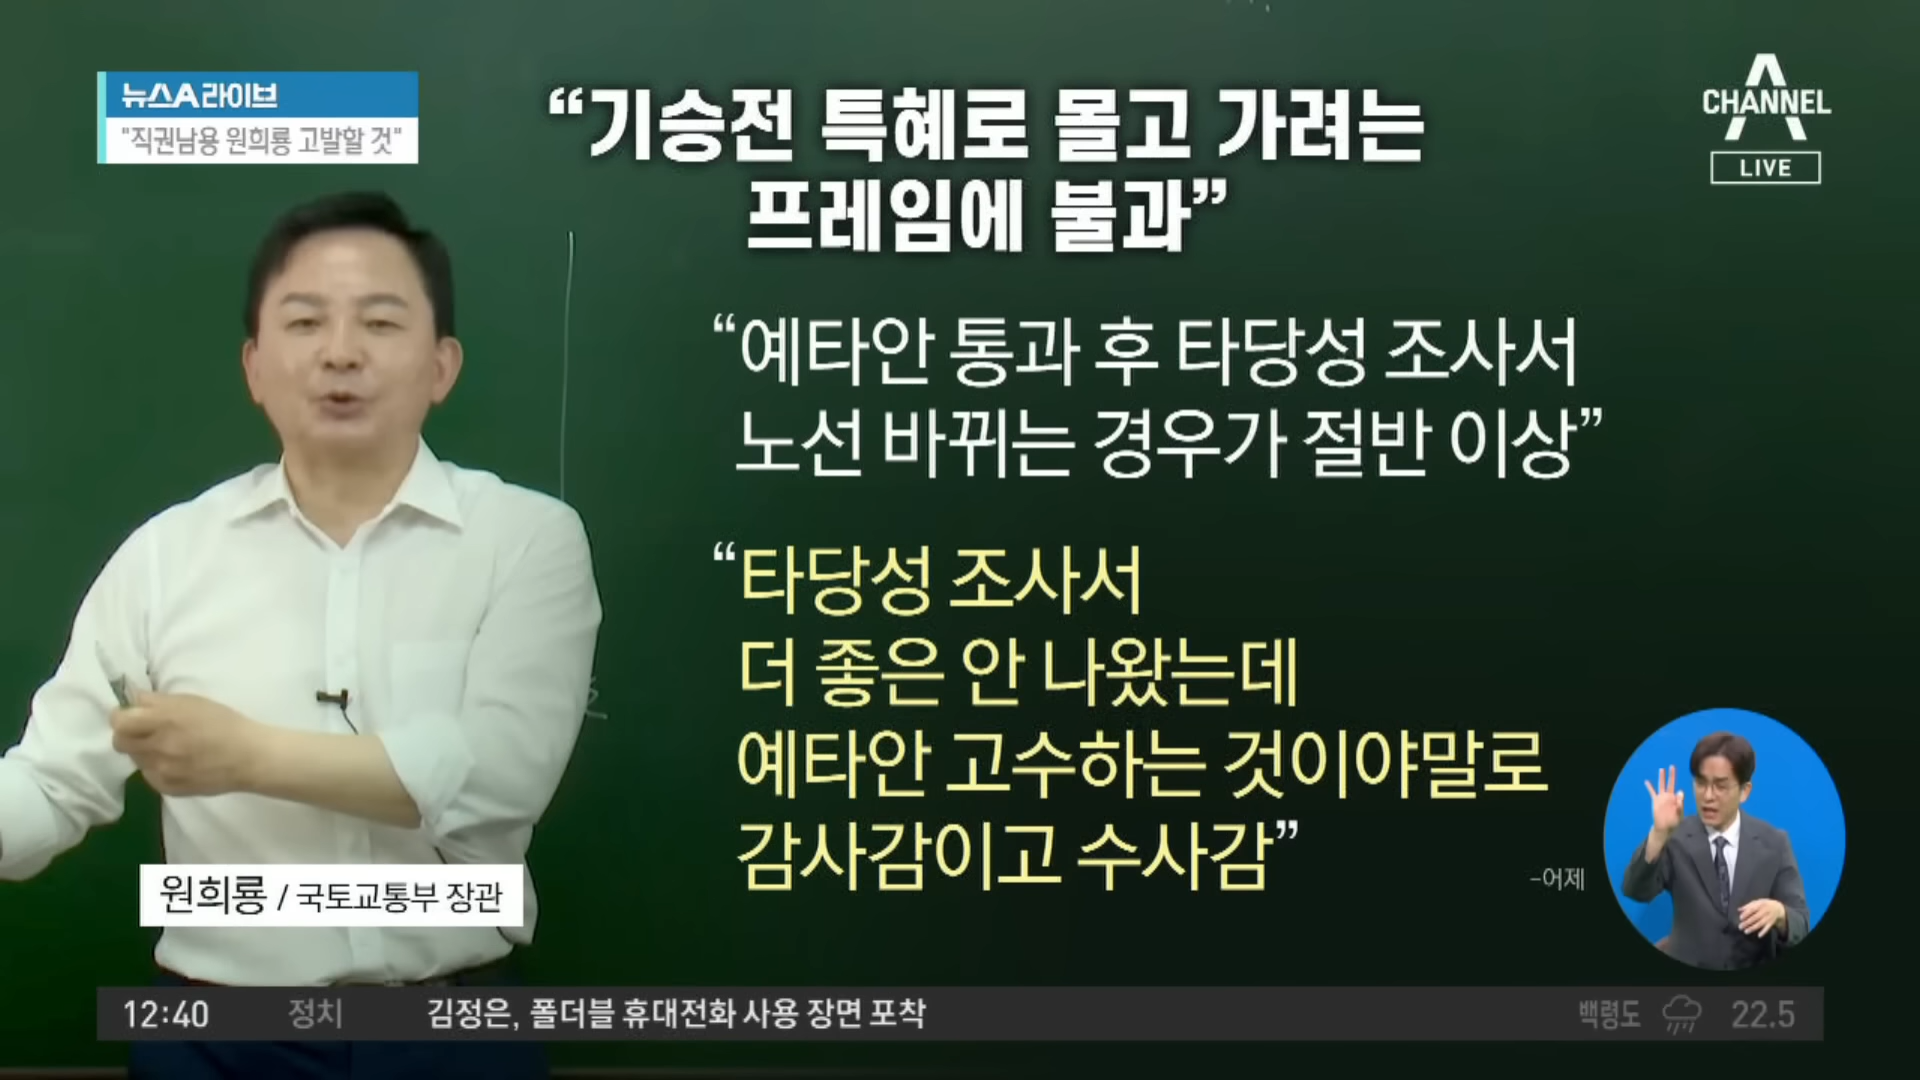 뉴스A라이브
"직권남용 원희룡 고발할 것"
“기승전 특혜로 몰고 가려는
프레임에 불과”
CHANNEL A
LIVE
“예타안 통과 후 타당성 조사서
노선 바뀌는 경우가 절반 이상”
“타당성 조사서
더 좋은 안 나왔는데
예타안 고수하는 것이야말로
감사감이고 수사감”
-어제
원희룡 / 국토교통부 장관
12:40 정치 김정은, 폴더블 휴대전화 사용 장면 포착 백령도 22.5